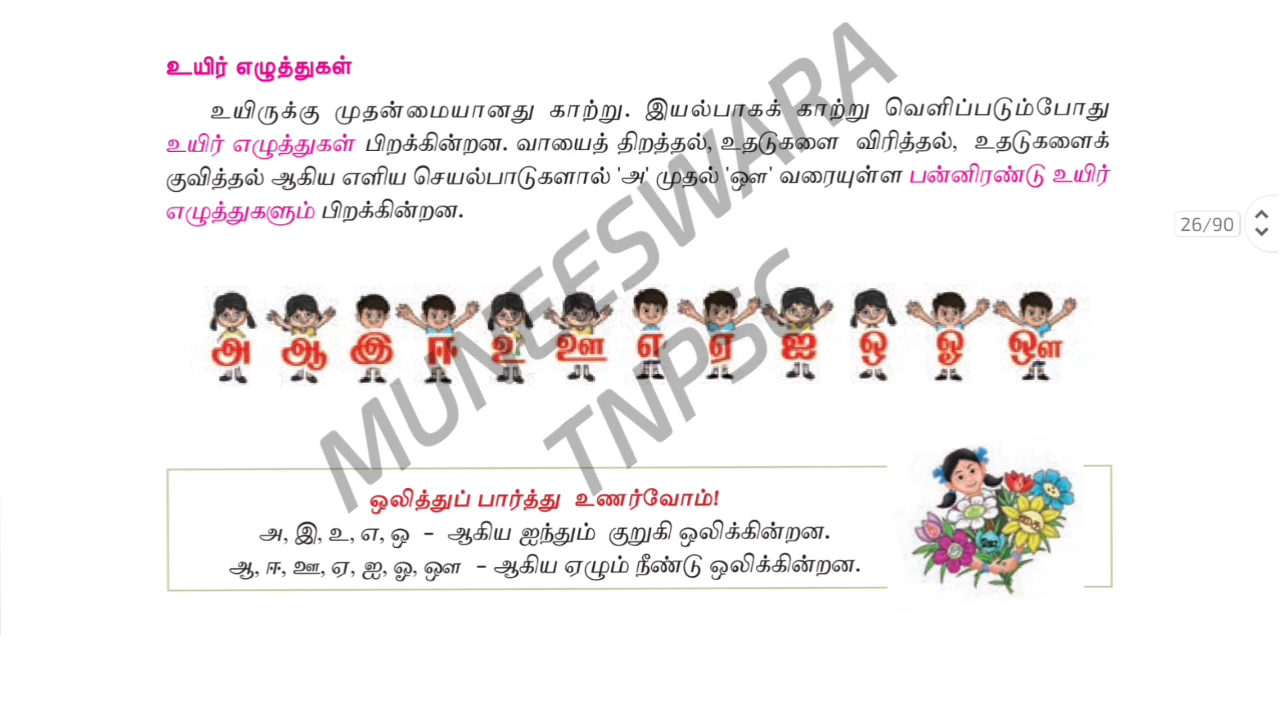 உயிர் எழுத்துகள்
உயிருக்கு முதன்மையானது காற்று. இயல்பாகக் காற்று வெளிப்படும்போது
உயிர் எழுத்துகள் பிறக்கின்றன. வாயைத் திறத்தல், உதடுகளை விரித்தல், உதடுகளைக்
குவித்தல் ஆகிய எளிய செயல்பாடுகளால் 'அ' முதல் 'ஔ' வரையுள்ள பன்னிரண்டு உயிர்
எழுத்துகளும் பிறக்கின்றன.
26/90
அ ஆ இ ஈ உ ஊ எ ஏ ஐ ஒ ஓ ஔ
MUNEESWARA
TNPSC
ஒலித்துப் பார்த்து உணர்வோம்!
அ, இ, உ, எ, ஒ – ஆகிய ஐந்தும் குறுகி ஒலிக்கின்றன.
ஆ, ஈ, ஊ, ஏ, ஐ, ஓ, ஔ – ஆகிய ஏழும் நீண்டு ஒலிக்கின்றன.